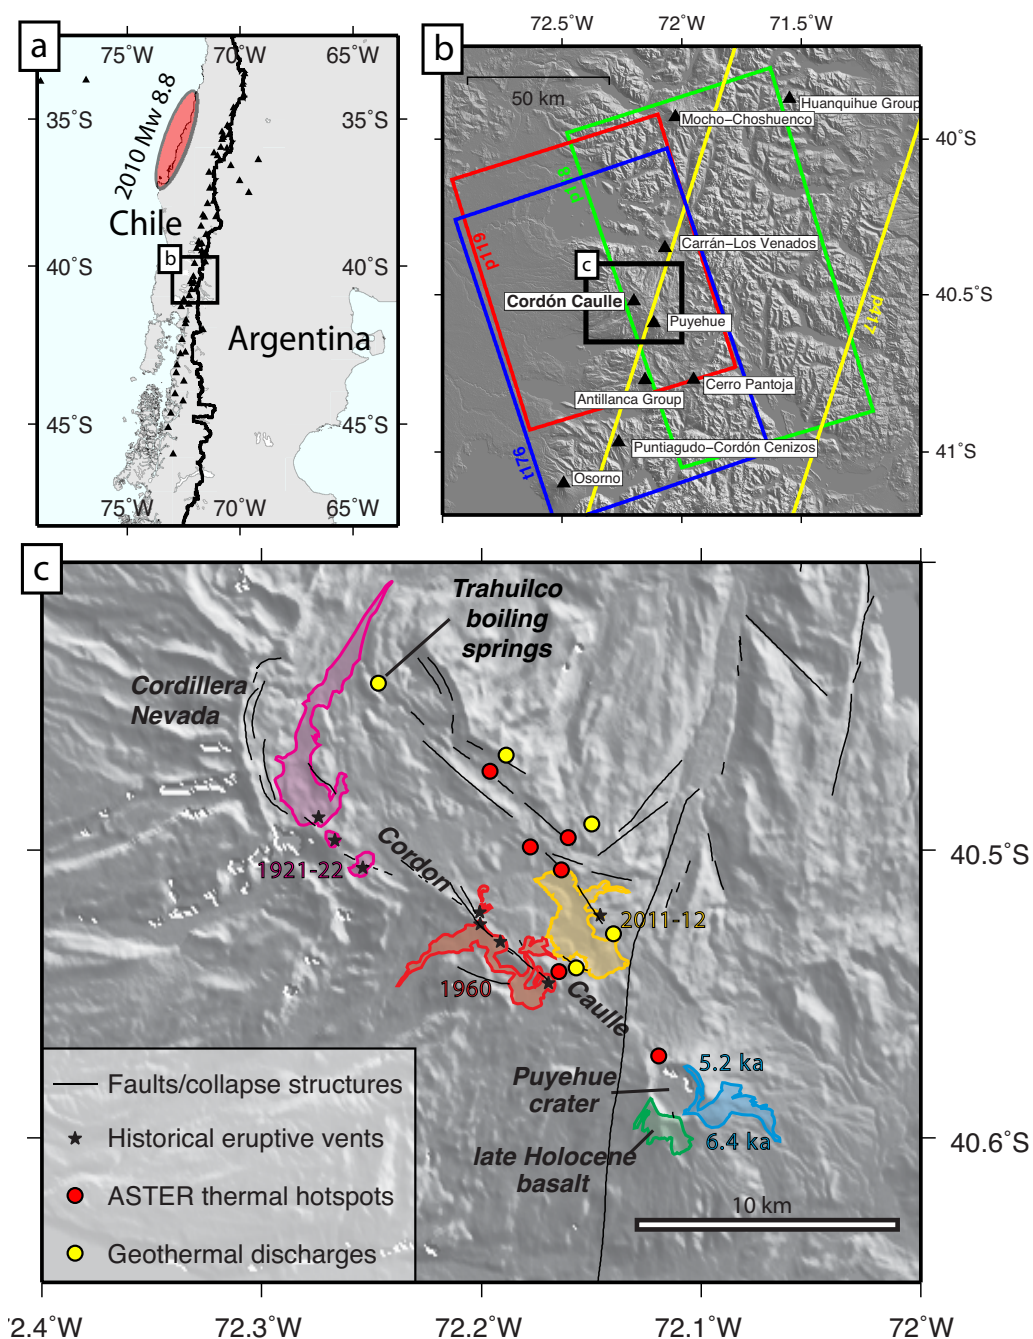 a
75°W
70°W
2010 Mw 8.8
35°S
35°S
Chile
b
40°S
40°S
Argentina
45°S
45°S
75°W
70°W
72.5°W
72°W
71.5°W
b
50 km
Huanquihue Group
Mocho–Choshuenco
40°S
p18
p119
Carrán–Los Venados
c
Cordón Caulle
40.5°S
Puyehue
p417
Cerro Pantoja
Antillanca Group
Puntiagudo–Cordón Cenizos
41°S
t176
Osorno
c
Trahuilco
boiling
springs
Cordillera
Nevada
1921-22
Cordon
40.5°S
2011-12
1960
Caulle
5.2 ka
Puyehue
crater
6.4 ka
40.6°S
late Holocene
basalt
Faults/collapse structures
Historical eruptive vents
ASTER thermal hotspots
Geothermal discharges
10 km
72.4°W
72.3°W
72.2°W
72.1°W
72°W